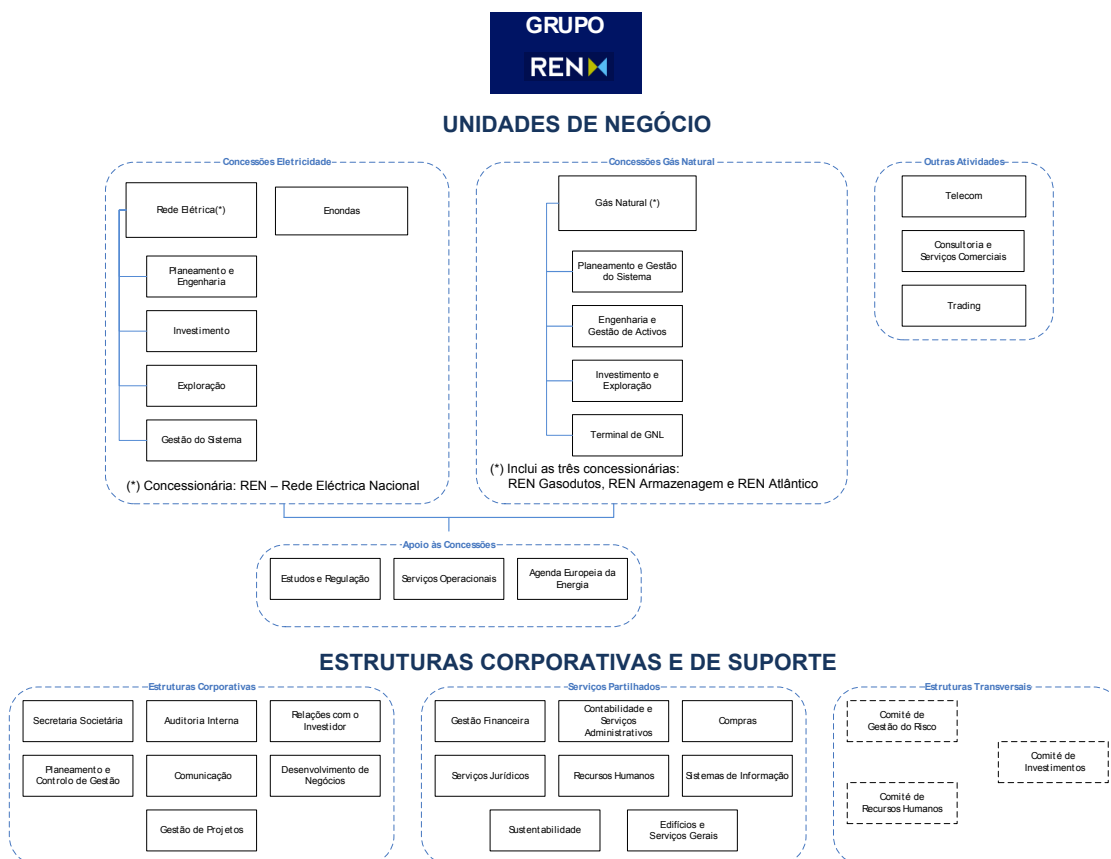 GRUPO
REN
UNIDADES DE NEGÓCIO
Concessões Eletricidade
Rede Elétrica(*)
Enondas
Planeamento e
Engenharia
Investimento
Exploração
Gestão do Sistema
(*) Concessionária: REN – Rede Eléctrica Nacional
Concessões Gás Natural
Gás Natural (*)
Planeamento e Gestão
do Sistema
Engenharia e
Gestão de Activos
Investimento e
Exploração
Terminal de GNL
(*) Inclui as três concessionárias:
REN Gasodutos, REN Armazenagem e REN Atlântico
Outras Atividades
Telecom
Consultoria e
Serviços Comerciais
Trading
Apoio às Concessões
Estudos e Regulação
Serviços Operacionais
Agenda Europeia da
Energia
ESTRUTURAS CORPORATIVAS E DE SUPORTE
Estruturas Corporativas
Secretaria Societária
Auditoria Interna
Relações com o
Investidor
Planeamento e
Controlo de Gestão
Comunicação
Desenvolvimento de
Negócios
Gestão de Projetos
Serviços Partilhados
Gestão Financeira
Contabilidade e
Serviços
Administrativos
Compras
Serviços Jurídicos
Recursos Humanos
Sistemas de Informação
Sustentabilidade
Edifícios e
Serviços Gerais
Estruturas Transversais
Comité de
Gestão do Risco
Comité de
Investimentos
Comité de
Recursos Humanos